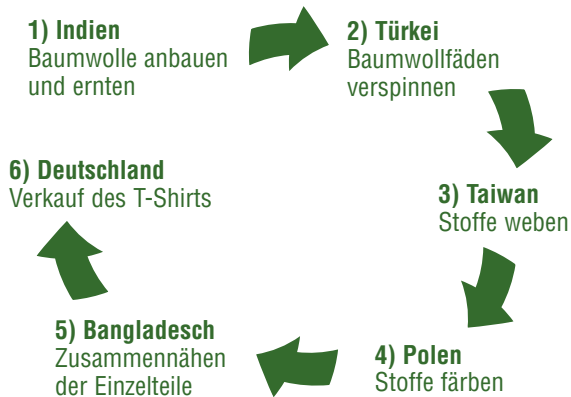 1) Indien
Baumwolle anbauen
und ernten
2) Türkei
Baumwollfäden
verspinnen
3) Taiwan
Stoffe weben
4) Polen
Stoffe färben
5) Bangladesch
Zusammennähen
der Einzelteile
6) Deutschland
Verkauf des T-Shirts